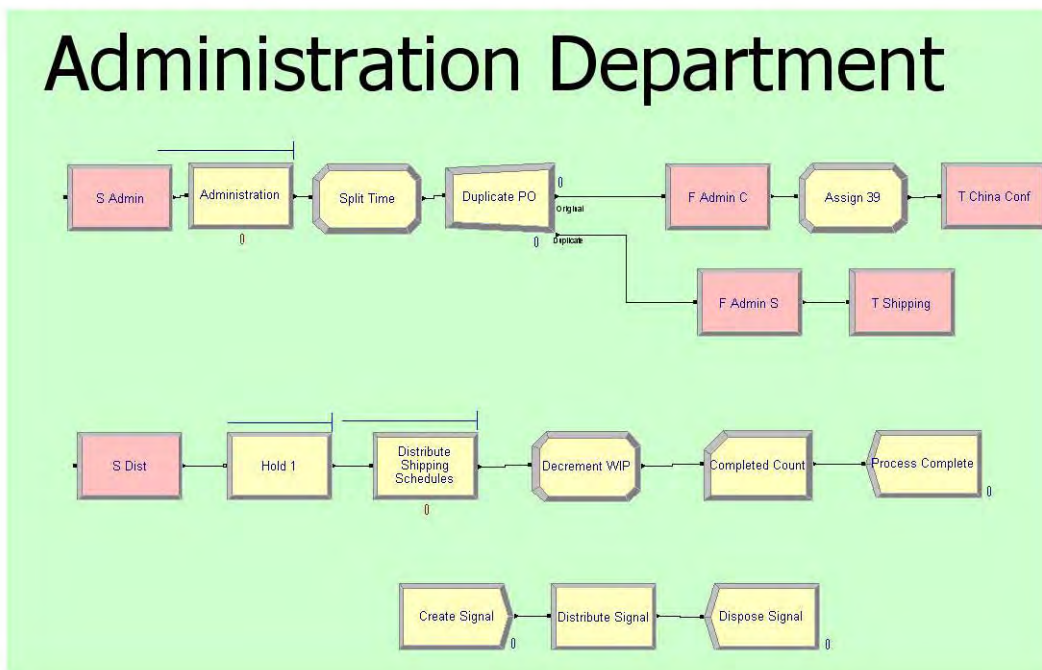 Administration Department
S Admin
Administration
0
Split Time
Duplicate PO
0
Original
0
Duplicate
F Admin C
Assign 39
T China Conf
F Admin S
T Shipping
S Dist
Hold 1
Distribute
Shipping
Schedules
0
Decrement WIP
Completed Count
Process Complete
0
Create Signal
0
Distribute Signal
Dispose Signal
0